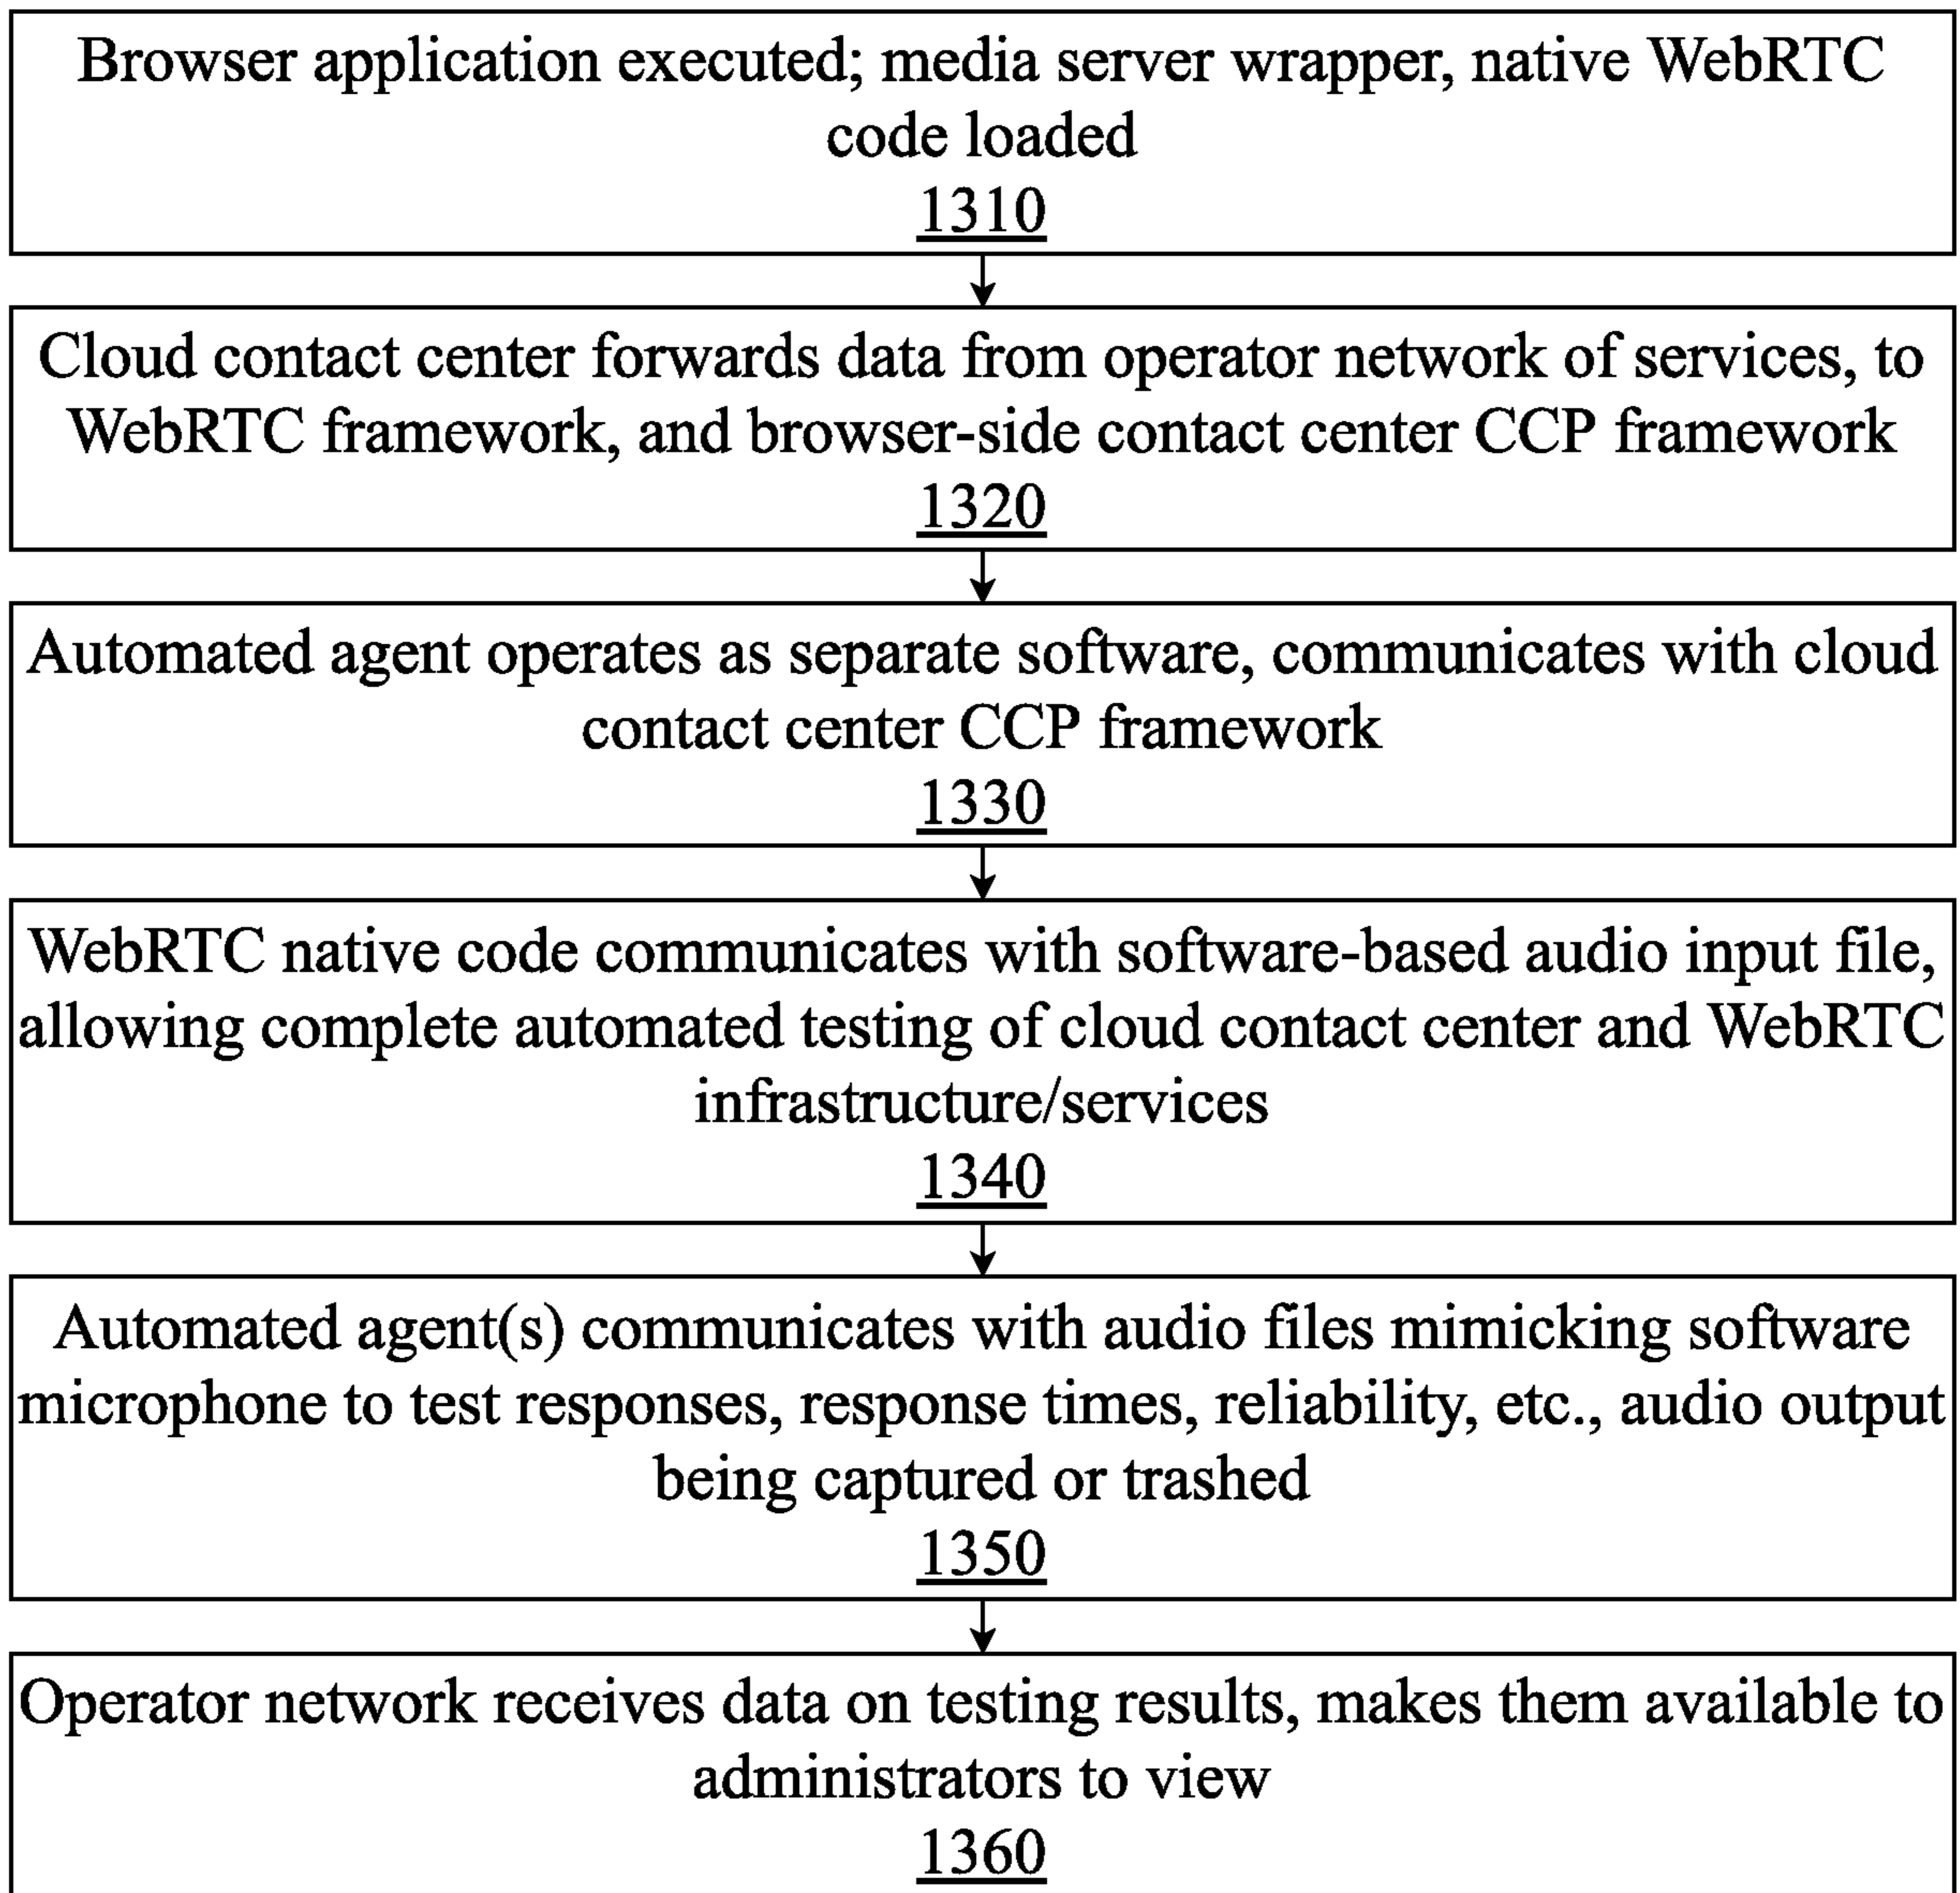 Browser application executed; media server wrapper, native WebRTC
code loaded
1310
Cloud contact center forwards data from operator network of services, to
WebRTC framework, and browser-side contact center CCP framework
1320
Automated agent operates as separate software, communicates with cloud
contact center CCP framework
1330
WebRTC native code communicates with software-based audio input file,
allowing complete automated testing of cloud contact center and WebRTC
infrastructure/services
1340
Automated agent(s) communicates with audio files mimicking software
microphone to test responses, response times, reliability, etc., audio output
being captured or trashed
1350
Operator network receives data on testing results, makes them available to
administrators to view
1360